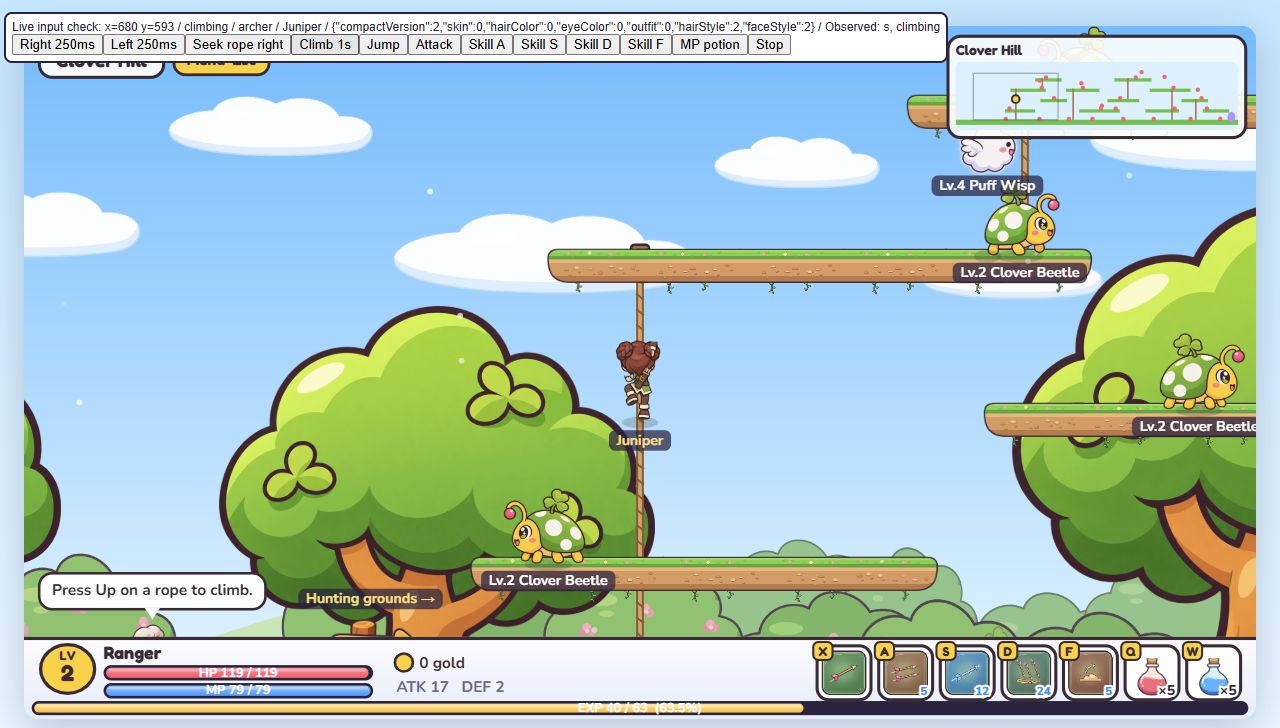 Live input check: x=680 y=593 / climbing / archer / Juniper / {"compactVersion":2,"skin":0,"hairColor":0,"eyeColor":0,"outfit":0,"hairStyle":2,"faceStyle":2} / Observed: s, climbing
Right 250ms Left 250ms Seek rope right Climb 1s Jump Attack Skill A Skill S Skill D Skill F MP potion Stop
Clover Hill
Clover Hill
Lv.4 Puff Wisp
Lv.2 Clover Beetle
Lv.2 Clover Beetle
Juniper
Lv.2 Clover Beetle
Press Up on a rope to climb.
Hunting grounds →
LV
2
Ranger
HP 119 / 119
MP 79 / 79
0 gold
ATK 17 DEF 2
X A S D F Q W
5 12 24 5 ×5 ×5
EXP 40 / 63 (63.5%)